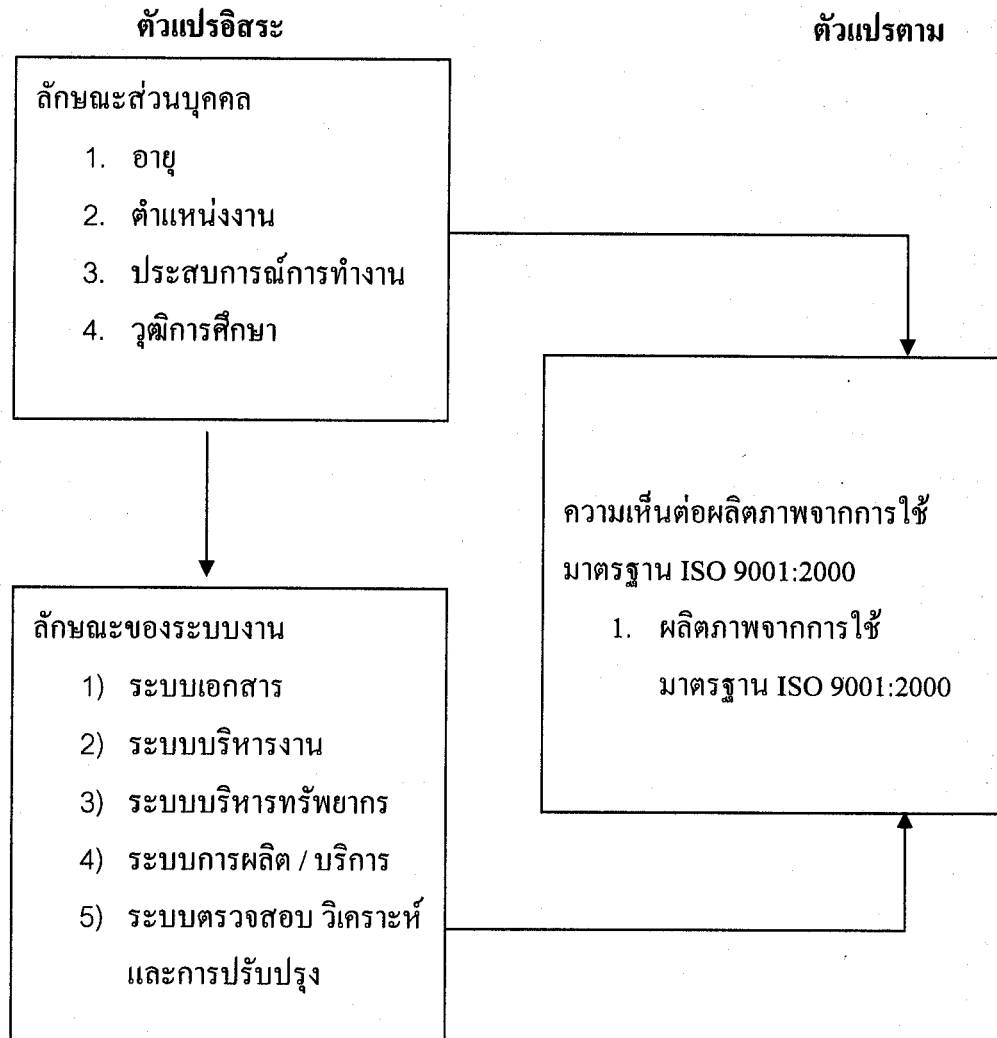 ตัวแปรอิสระ
ตัวแปรตาม
ลักษณะส่วนบุคคล
1. อายุ
2. ตำแหน่งงาน
3. ประสบการณ์การทำงาน
4. วุฒิการศึกษา
ลักษณะของระบบงาน
1) ระบบเอกสาร
2) ระบบบริหารงาน
3) ระบบบริหารทรัพยากร
4) ระบบการผลิต / บริการ
5) ระบบตรวจสอบ วิเคราะห์
และการปรับปรุง
ความเห็นต่อผลิตภาพจากการใช้
มาตรฐาน ISO 9001:2000
1. ผลิตภาพจากการใช้
มาตรฐาน ISO 9001:2000